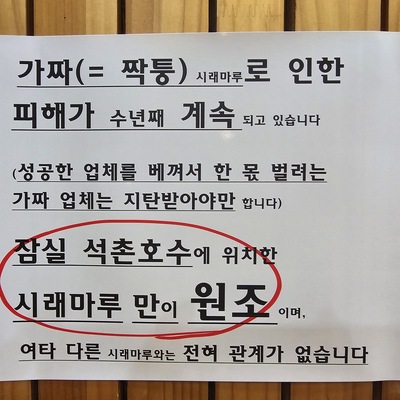 가짜(= 짝퉁) 시래마루로 인한
피해가 수년째 계속 되고 있습니다
(성공한 업체를 베껴서 한 몫 벌려는
가짜 업체는 지탄받아야만 합니다)
잠실 석촌호수에 위치한
시래마루 만이 원조이며,
여타 다른 시래마루와는 전혀 관계가 없습니다